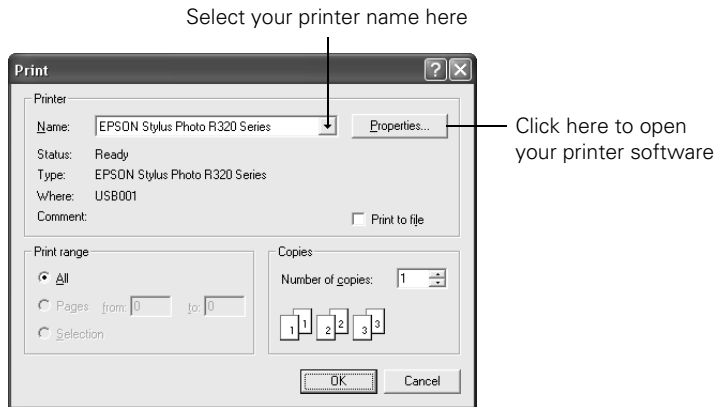 Select your printer name here
Print
Printer
Name: EPSON Stylus Photo R320 Series Properties...
Click here to open
your printer software
Status: Ready
Type: EPSON Stylus Photo R320 Series
Where: USB001
Comment: Print to file
Print range
All
Pages from: 0 to: 0
Selection
Copies
Number of copies: 1
1 1 2 2 3 3
OK Cancel